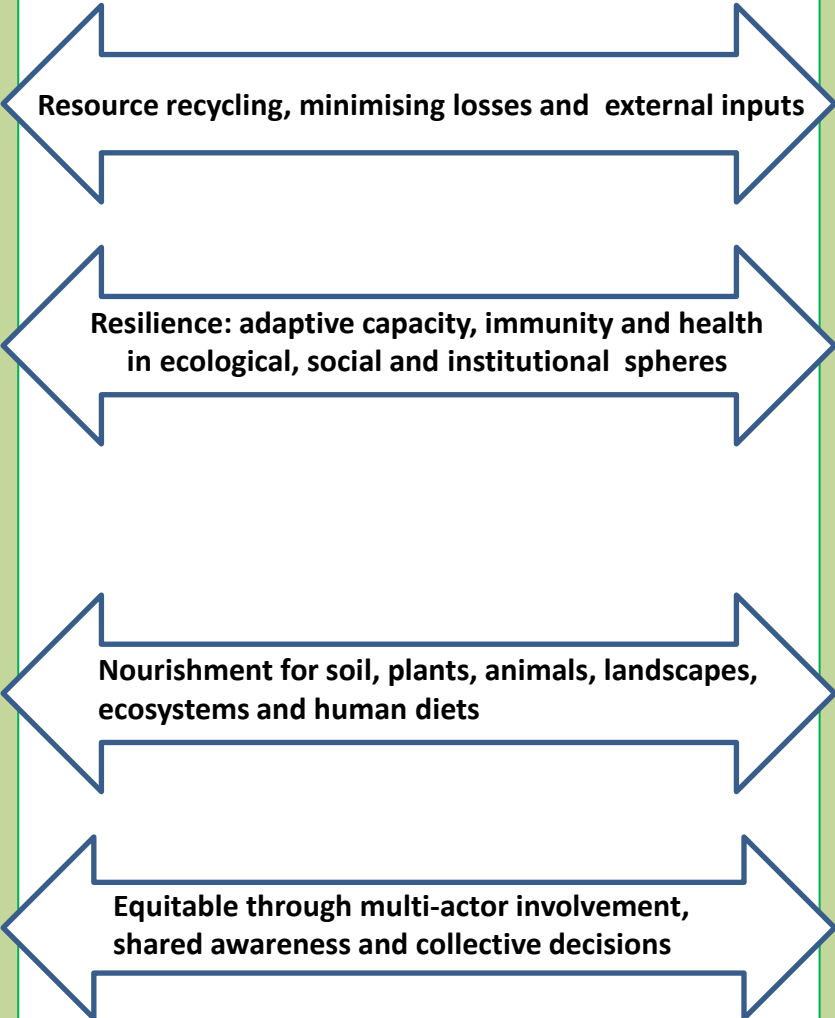 Resource recycling, minimising losses and  external inputs
Resilience: adaptive capacity, immunity and health
in ecological, social and institutional  spheres
Nourishment for soil, plants, animals, landscapes,
ecosystems and human diets
Equitable through multi-actor involvement,
shared awareness and collective decisions